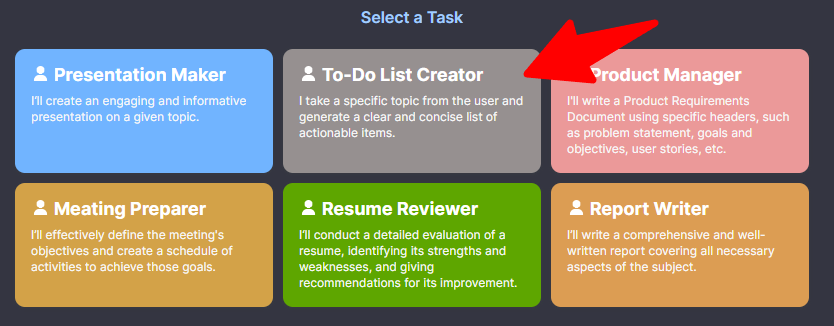 Select a Task
Presentation Maker
I'll create an engaging and informative
presentation on a given topic.
To-Do List Creator
I take a specific topic from the user and
generate a clear and concise list of
actionable items.
Product Manager
I'll write a Product Requirements
Document using specific headers, such
as problem statement, goals and
objectives, user stories, etc.
Meating Preparer
I'll effectively define the meeting's
objectives and create a schedule of
activities to achieve those goals.
Resume Reviewer
I'll conduct a detailed evaluation of a
resume, identifying its strengths and
weaknesses, and giving
recommendations for its improvement.
Report Writer
I'll write a comprehensive and well-
written report covering all necessary
aspects of the subject.